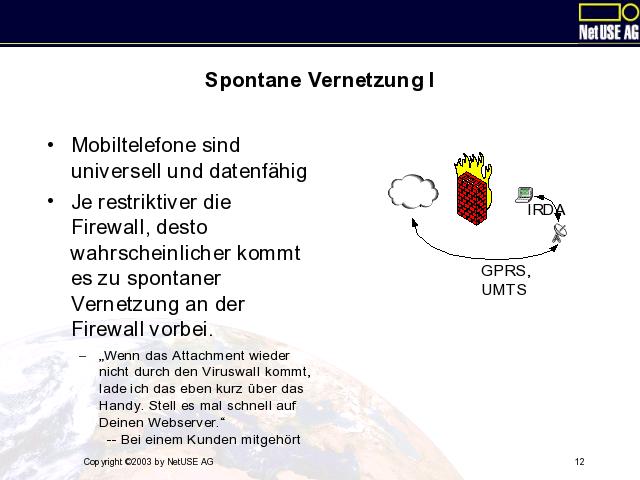 NetUSE AG
Spontane Vernetzung I
• Mobiltelefone sind
universell und datenfähig
• Je restriktiver die
Firewall, desto
wahrscheinlicher kommt
es zu spontaner
Vernetzung an der
Firewall vorbei.
– „Wenn das Attachment wieder
nicht durch den Viruswall kommt,
lade ich das eben kurz über das
Handy. Stell es mal schnell auf
Deinen Webserver.“
-- Bei einem Kunden mitgehört
IRDA
GPRS,
UMTS
Copyright ©2003 by NetUSE AG
12